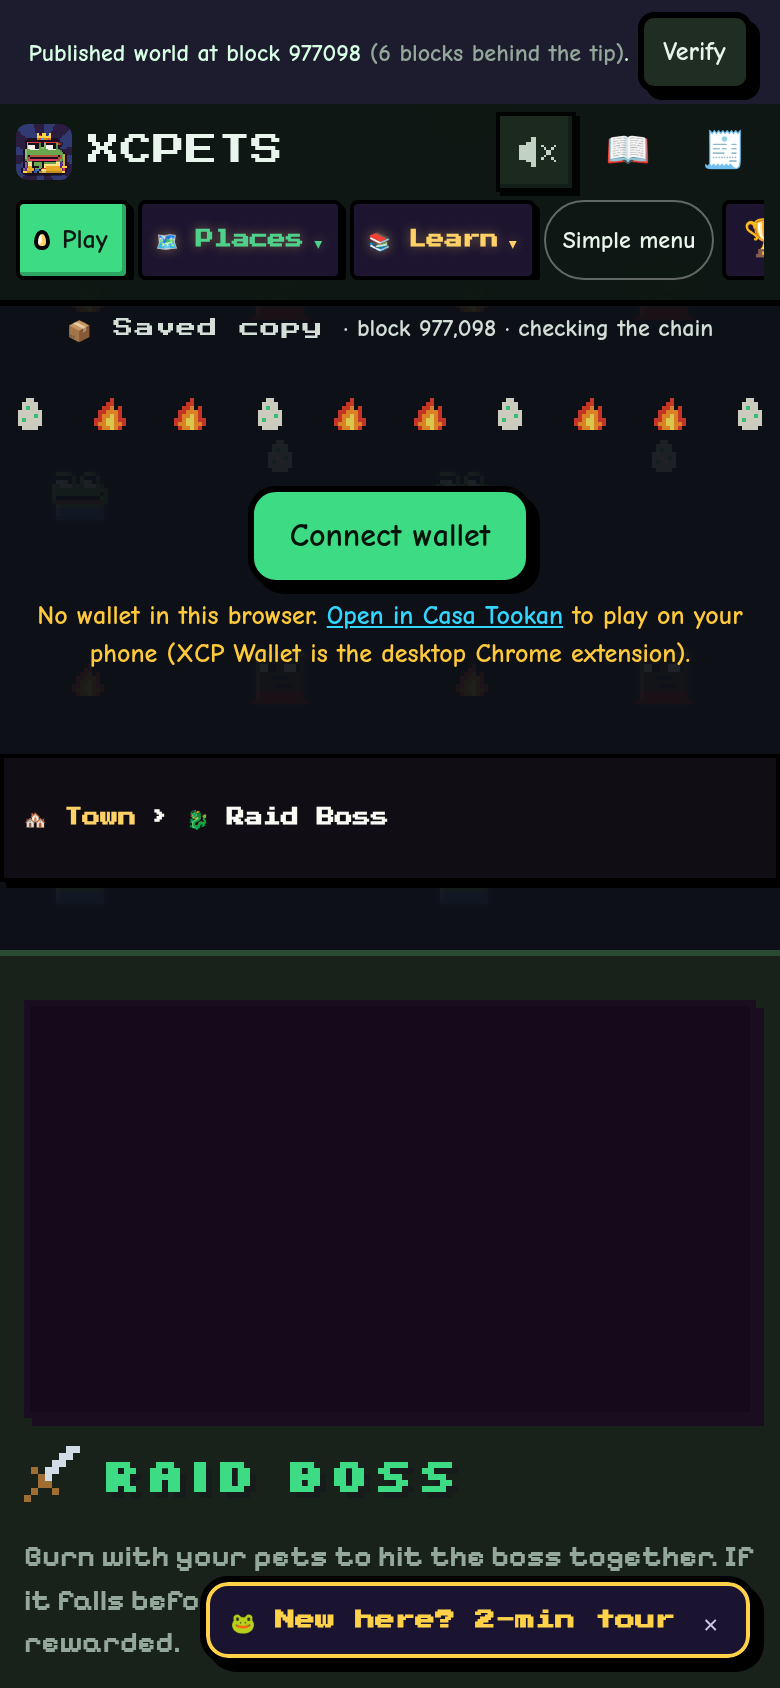 Published world at block 977098 (6 blocks behind the tip). Verify
XCPETS
Play Places ▾ Learn ▾ Simple menu
Saved copy · block 977,098 · checking the chain
Connect wallet
No wallet in this browser. Open in Casa Tookan to play on your
phone (XCP Wallet is the desktop Chrome extension).
Town › Raid Boss
RAID BOSS
Burn with your pets to hit the boss together. If
it falls befo
rewarded.
New here? 2-min tour ×